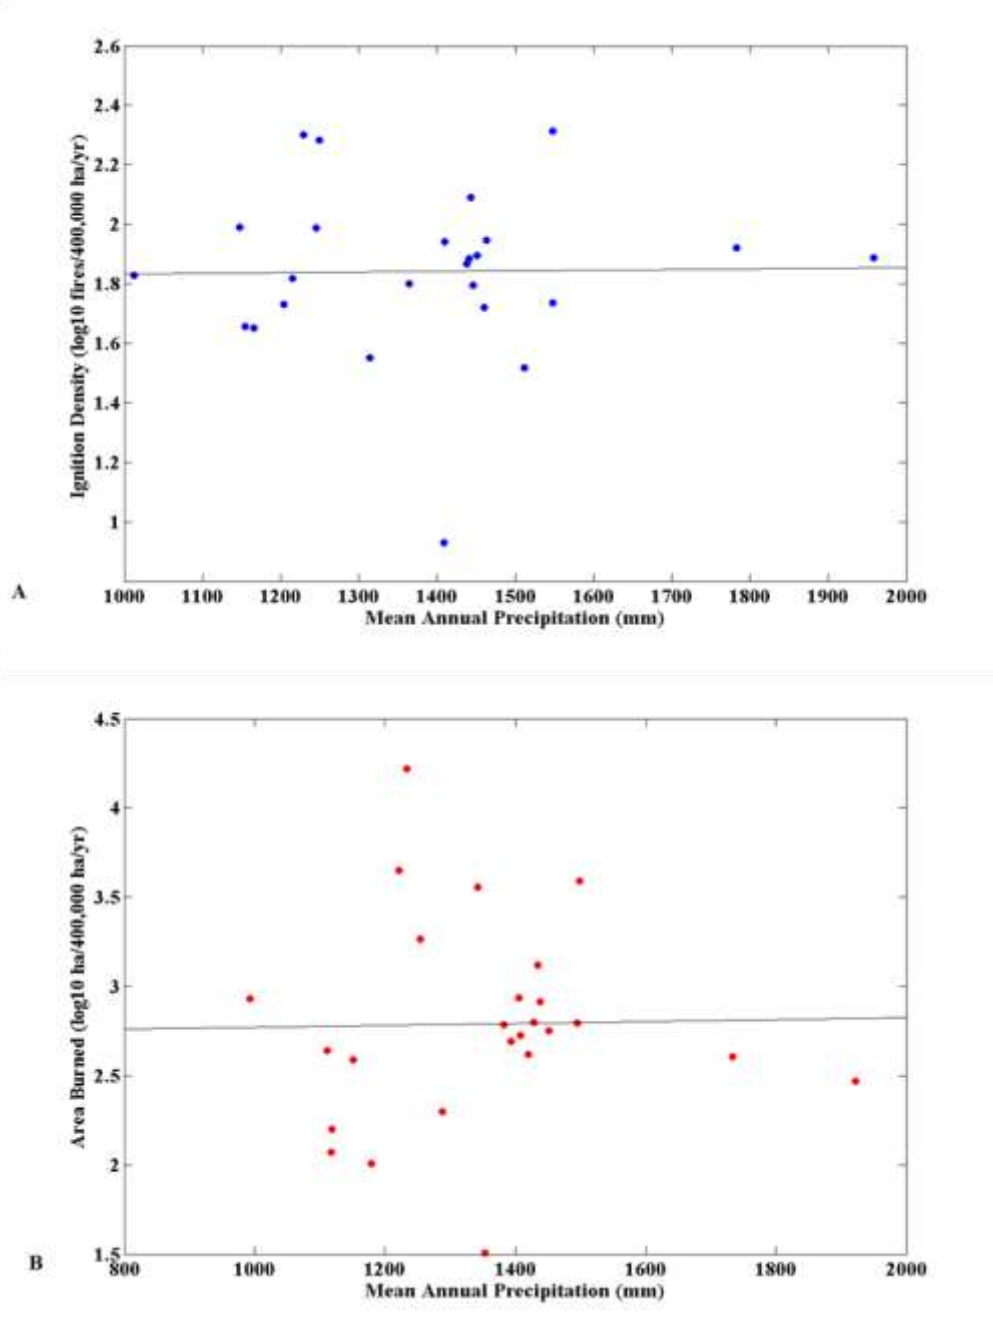 2.6
2.4
2.2
2
1.8
1.6
1.4
1.2
1
Ignition Density (log10 fires/400,000 ha/yr)
1000 1100 1200 1300 1400 1500 1600 1700 1800 1900 2000
Mean Annual Precipitation (mm)
A
4.5
4
3.5
3
2.5
2
1.5
Area Burned (log10 ha/400,000 ha/yr)
800 1000 1200 1400 1600 1800 2000
Mean Annual Precipitation (mm)
B